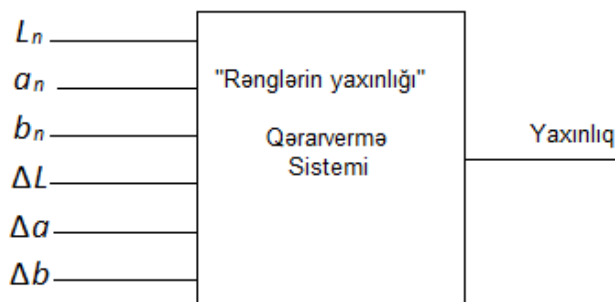 Lₙ
aₙ
bₙ
ΔL
Δa
Δb
"Rənglərin yaxınlığı"
Qərarvermə
Sistemi
Yaxınlıq